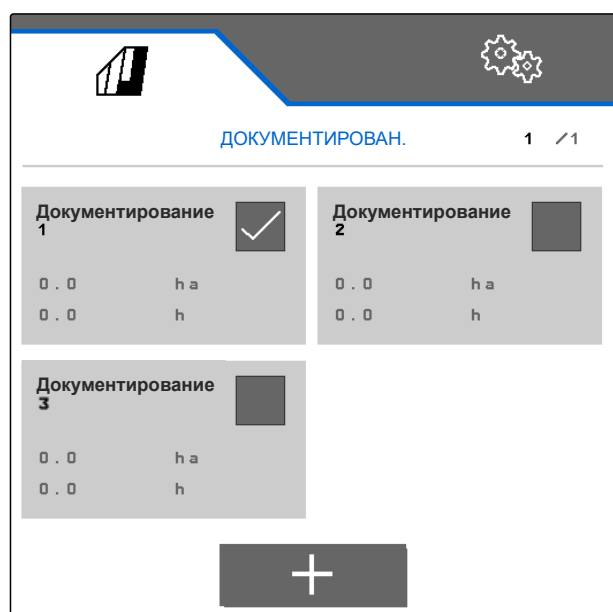 ДОКУМЕНТИРОВАН. 1 /1
Документирование
1
0.0 ha
0.0 h
Документирование
2
0.0 ha
0.0 h
Документирование
3
0.0 ha
0.0 h
+